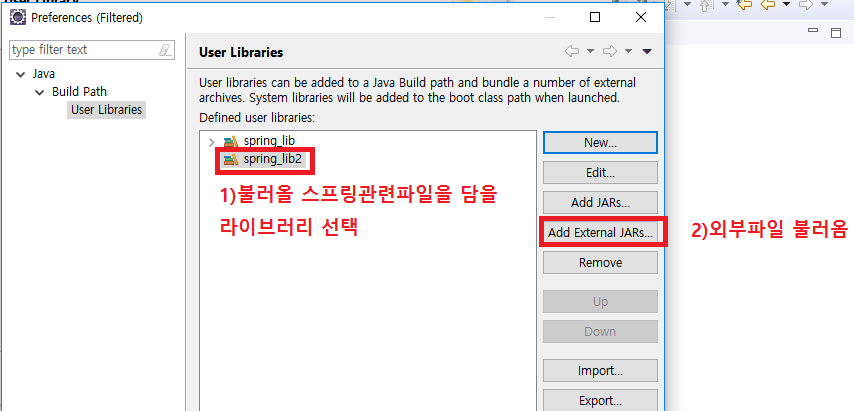 Preferences (Filtered)
type filter text
Java
Build Path
User Libraries
User Libraries
User libraries can be added to a Java Build path and bundle a number of external
archives. System libraries will be added to the boot class path when launched.
Defined user libraries:
spring_lib
spring_lib2
1)불러올 스프링관련파일을 담을
라이브러리 선택
New...
Edit...
Add JARs...
Add External JARs...
2)외부파일 불러옴
Remove
Up
Down
Import...
Export...